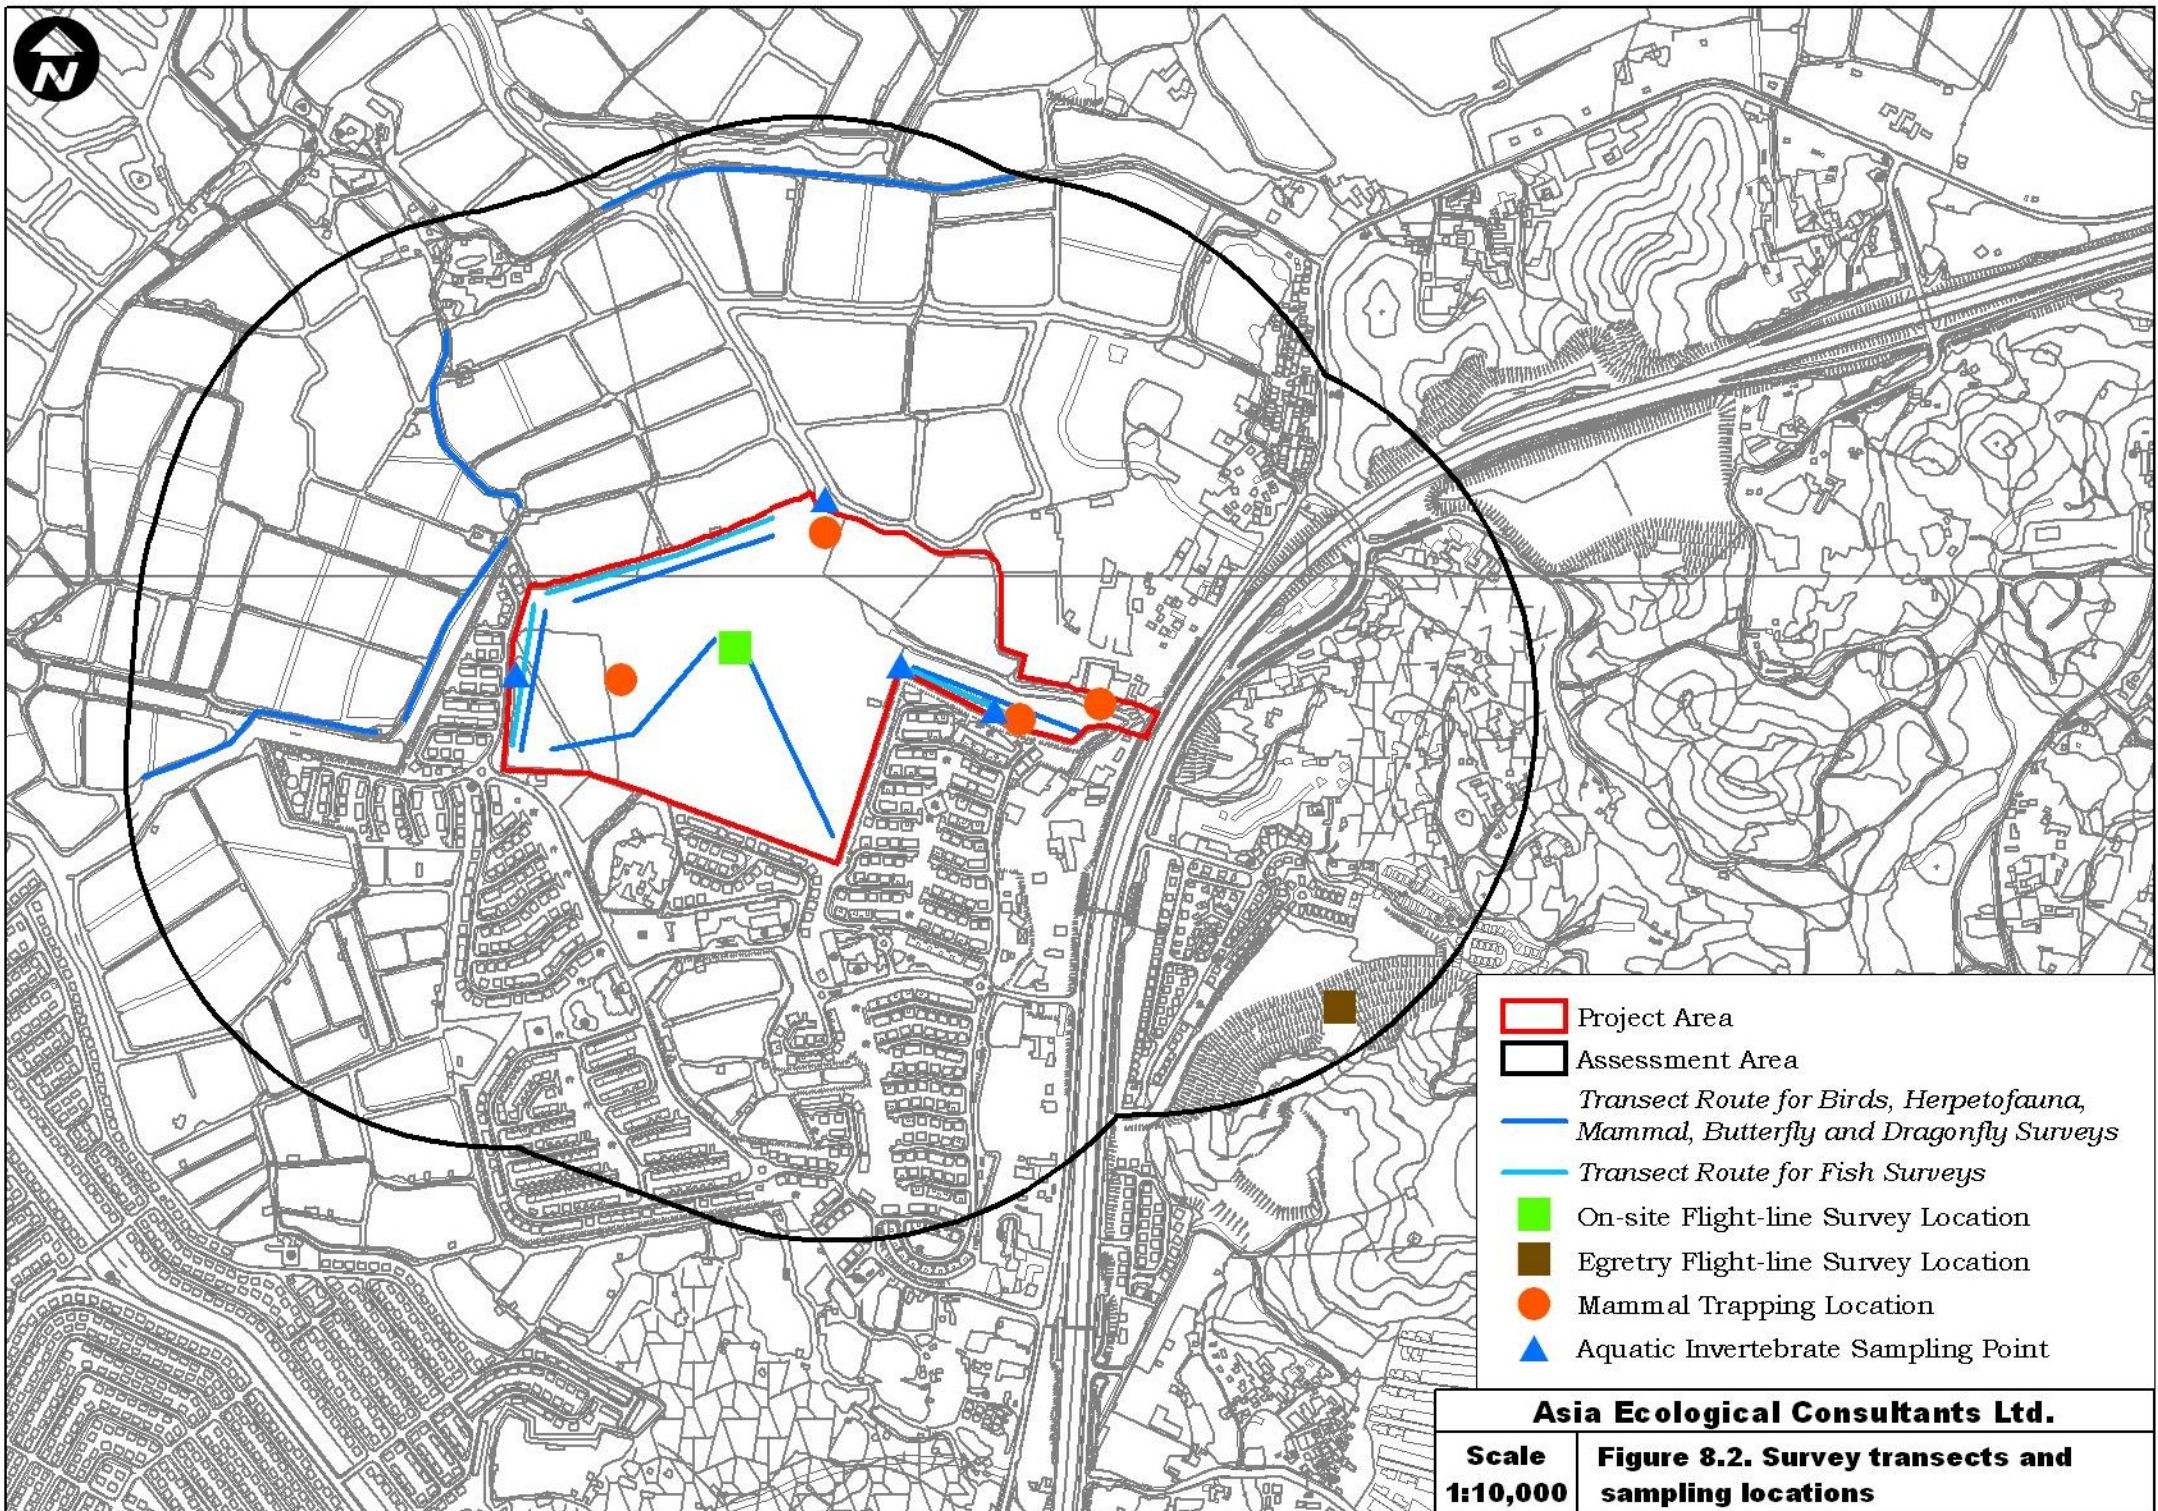 N
Project Area
Assessment Area
Transect Route for Birds, Herpetofauna,
Mammal, Butterfly and Dragonfly Surveys
Transect Route for Fish Surveys
On-site Flight-line Survey Location
Egretry Flight-line Survey Location
Mammal Trapping Location
Aquatic Invertebrate Sampling Point
Asia Ecological Consultants Ltd.
Scale
1:10,000
Figure 8.2. Survey transects and
sampling locations